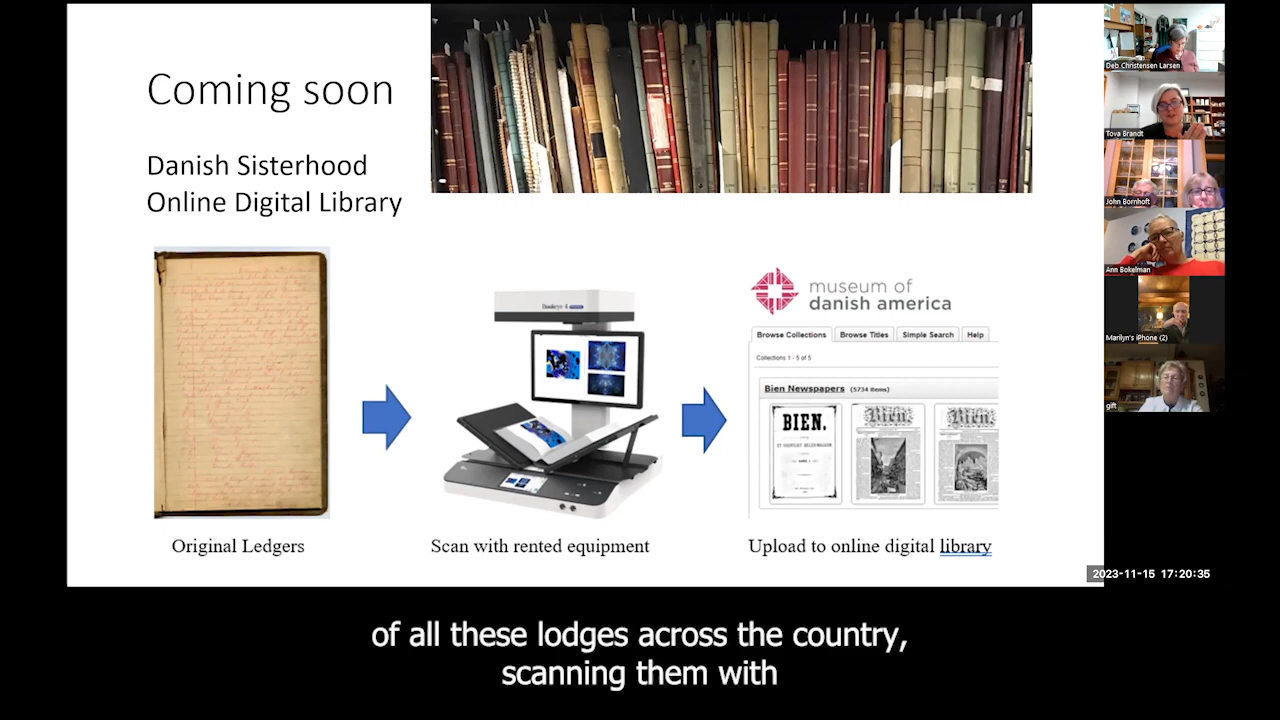 Coming soon
Danish Sisterhood
Online Digital Library
museum of
danish america
Browse Collections
Browse Titles
Simple Search
Help
Collections 1 - 5 of 5
Bien Newspapers (5734 items)
BIEN.
Bien
Bien
Original Ledgers
Scan with rented equipment
Upload to online digital library
Deb Christensen Larsen
Tova Brandt
John Bornhoft
Ann Bokelman
Marilyn's iPhone (2)
gift
2023-11-15 17:20:35
of all these lodges across the country,
scanning them with